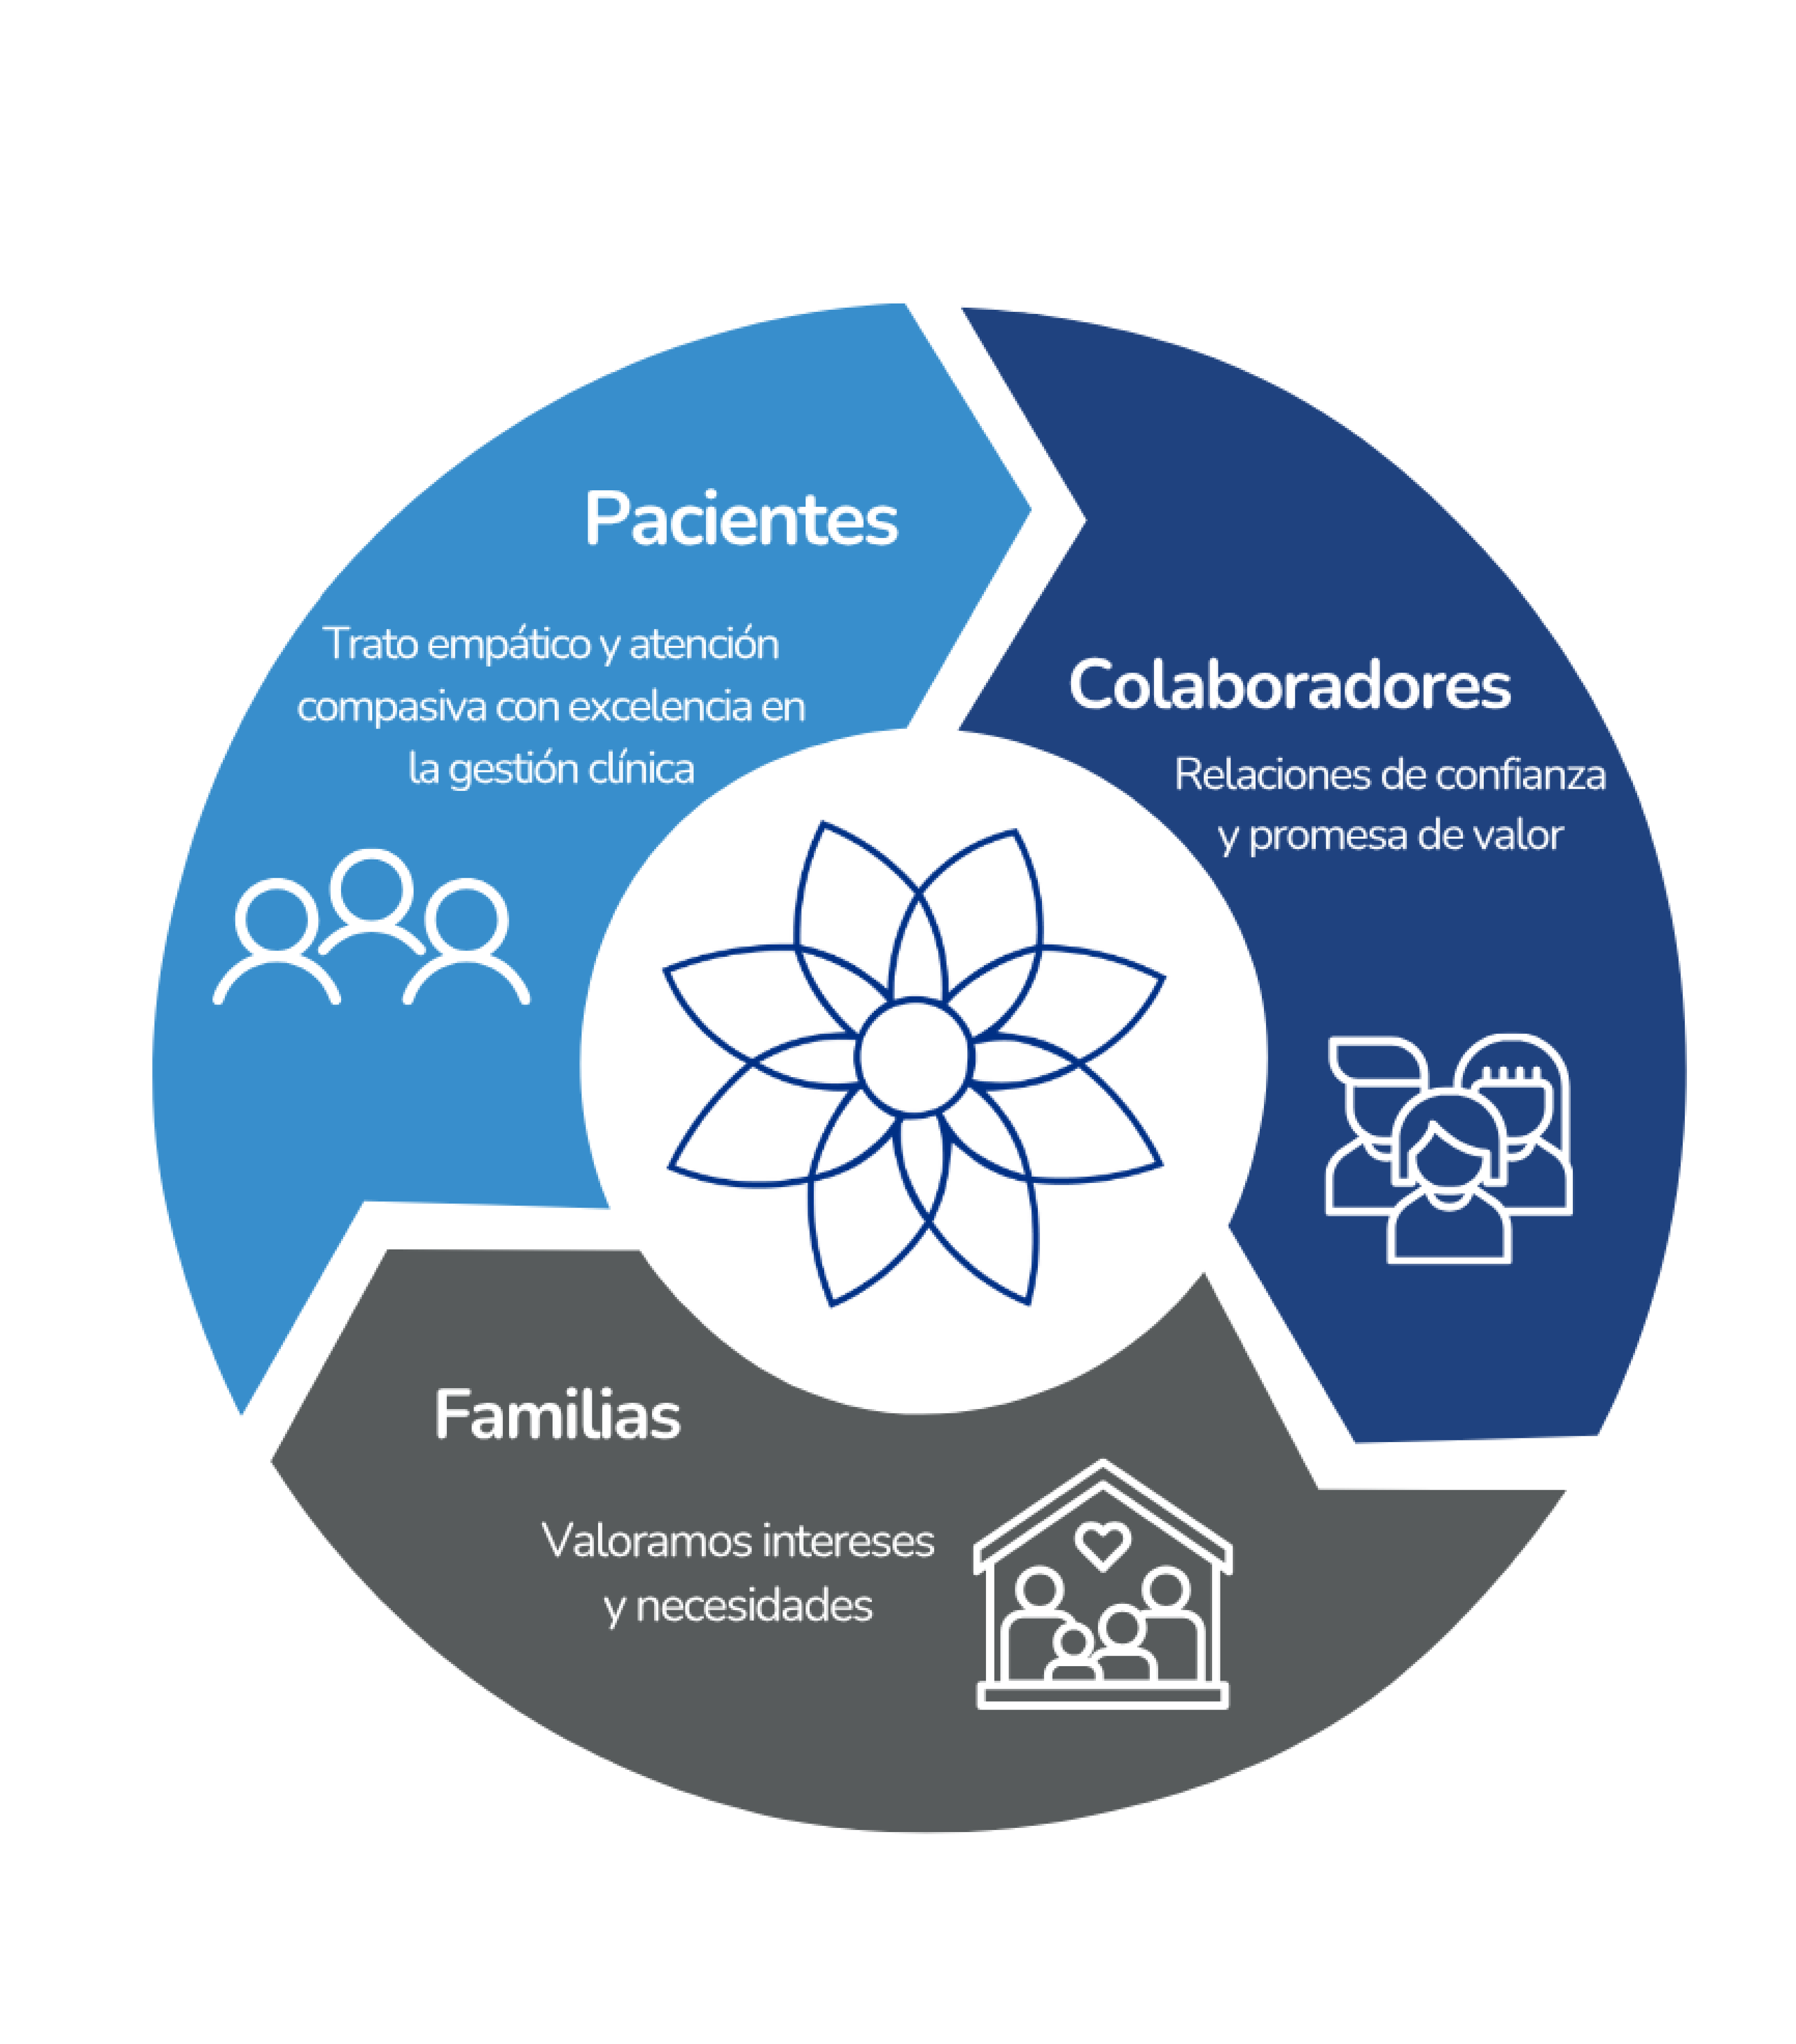 Pacientes
Trato empático y atención
compasiva con excelencia en
la gestión clínica
Colaboradores
Relaciones de confianza
y promesa de valor
Familias
Valoramos intereses
y necesidades